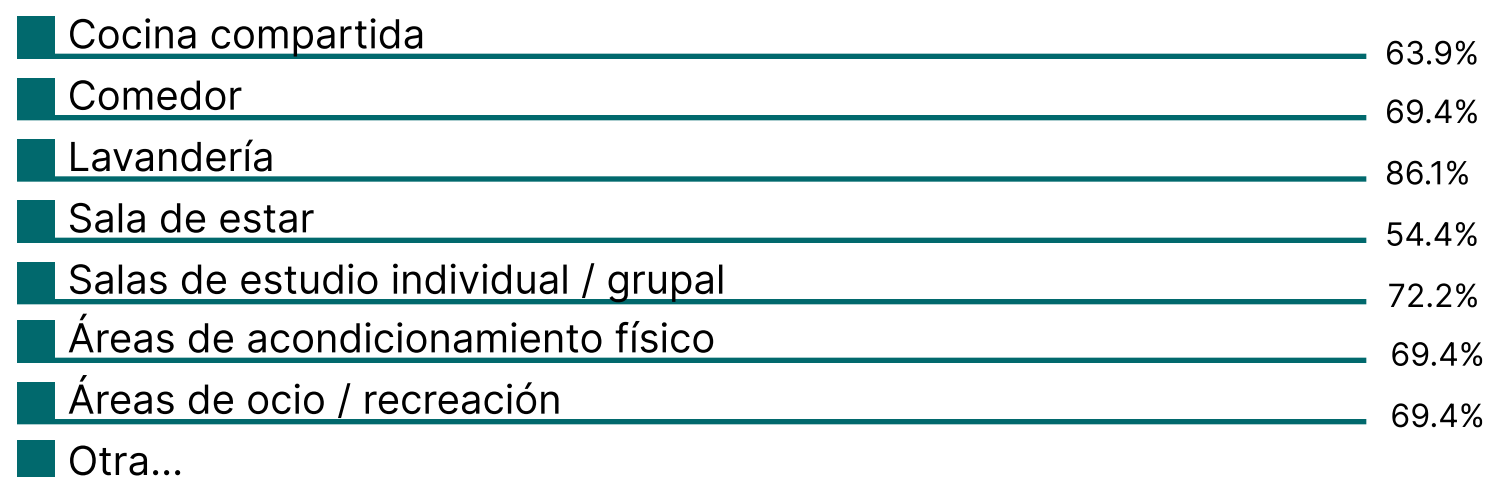 Cocina compartida 63.9%
Comedor 69.4%
Lavandería 86.1%
Sala de estar 54.4%
Salas de estudio individual / grupal 72.2%
Áreas de acondicionamiento físico 69.4%
Áreas de ocio / recreación 69.4%
Otra...